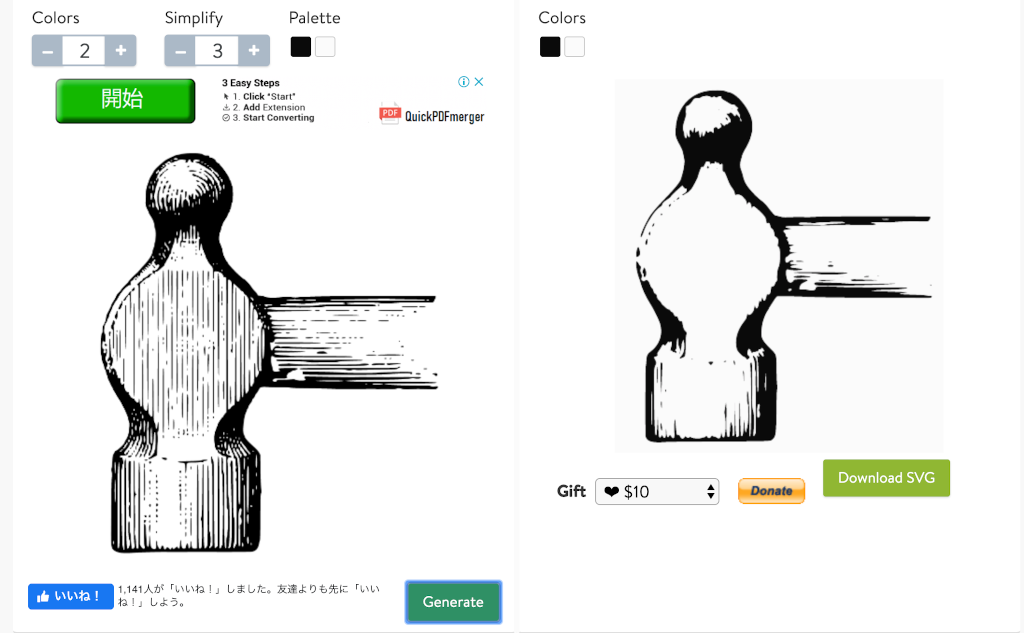 Colors
Simplify
Palette
− 2 +
− 3 +
開始
3 Easy Steps
1. Click "Start"
2. Add Extension
3. Start Converting
PDF
QuickPDFmerger
いいね！
1,141人が「いいね！」しました。友達よりも先に「いい
ね！」しよう。
Generate
Colors
Gift
❤ $10
Donate
Download SVG